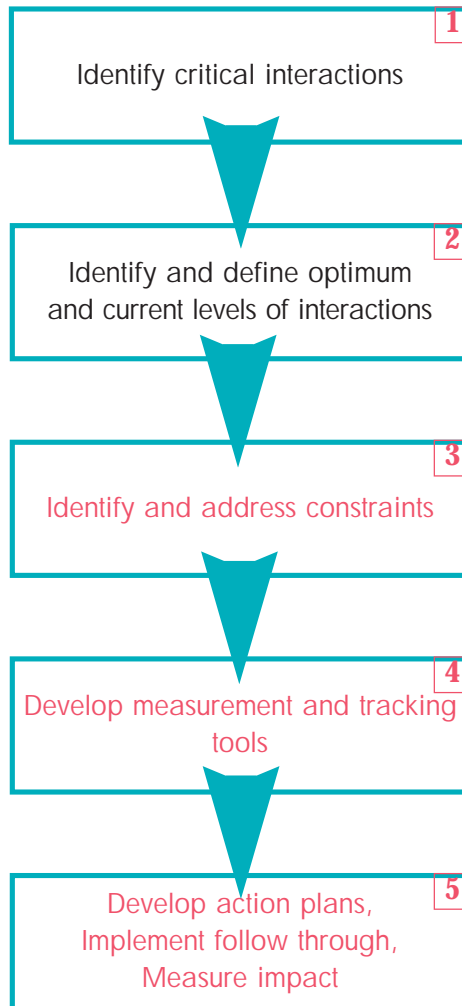 1
Identify critical interactions
2
Identify and define optimum
and current levels of interactions
3
Identify and address constraints
4
Develop measurement and tracking
tools
5
Develop action plans,
Implement follow through,
Measure impact